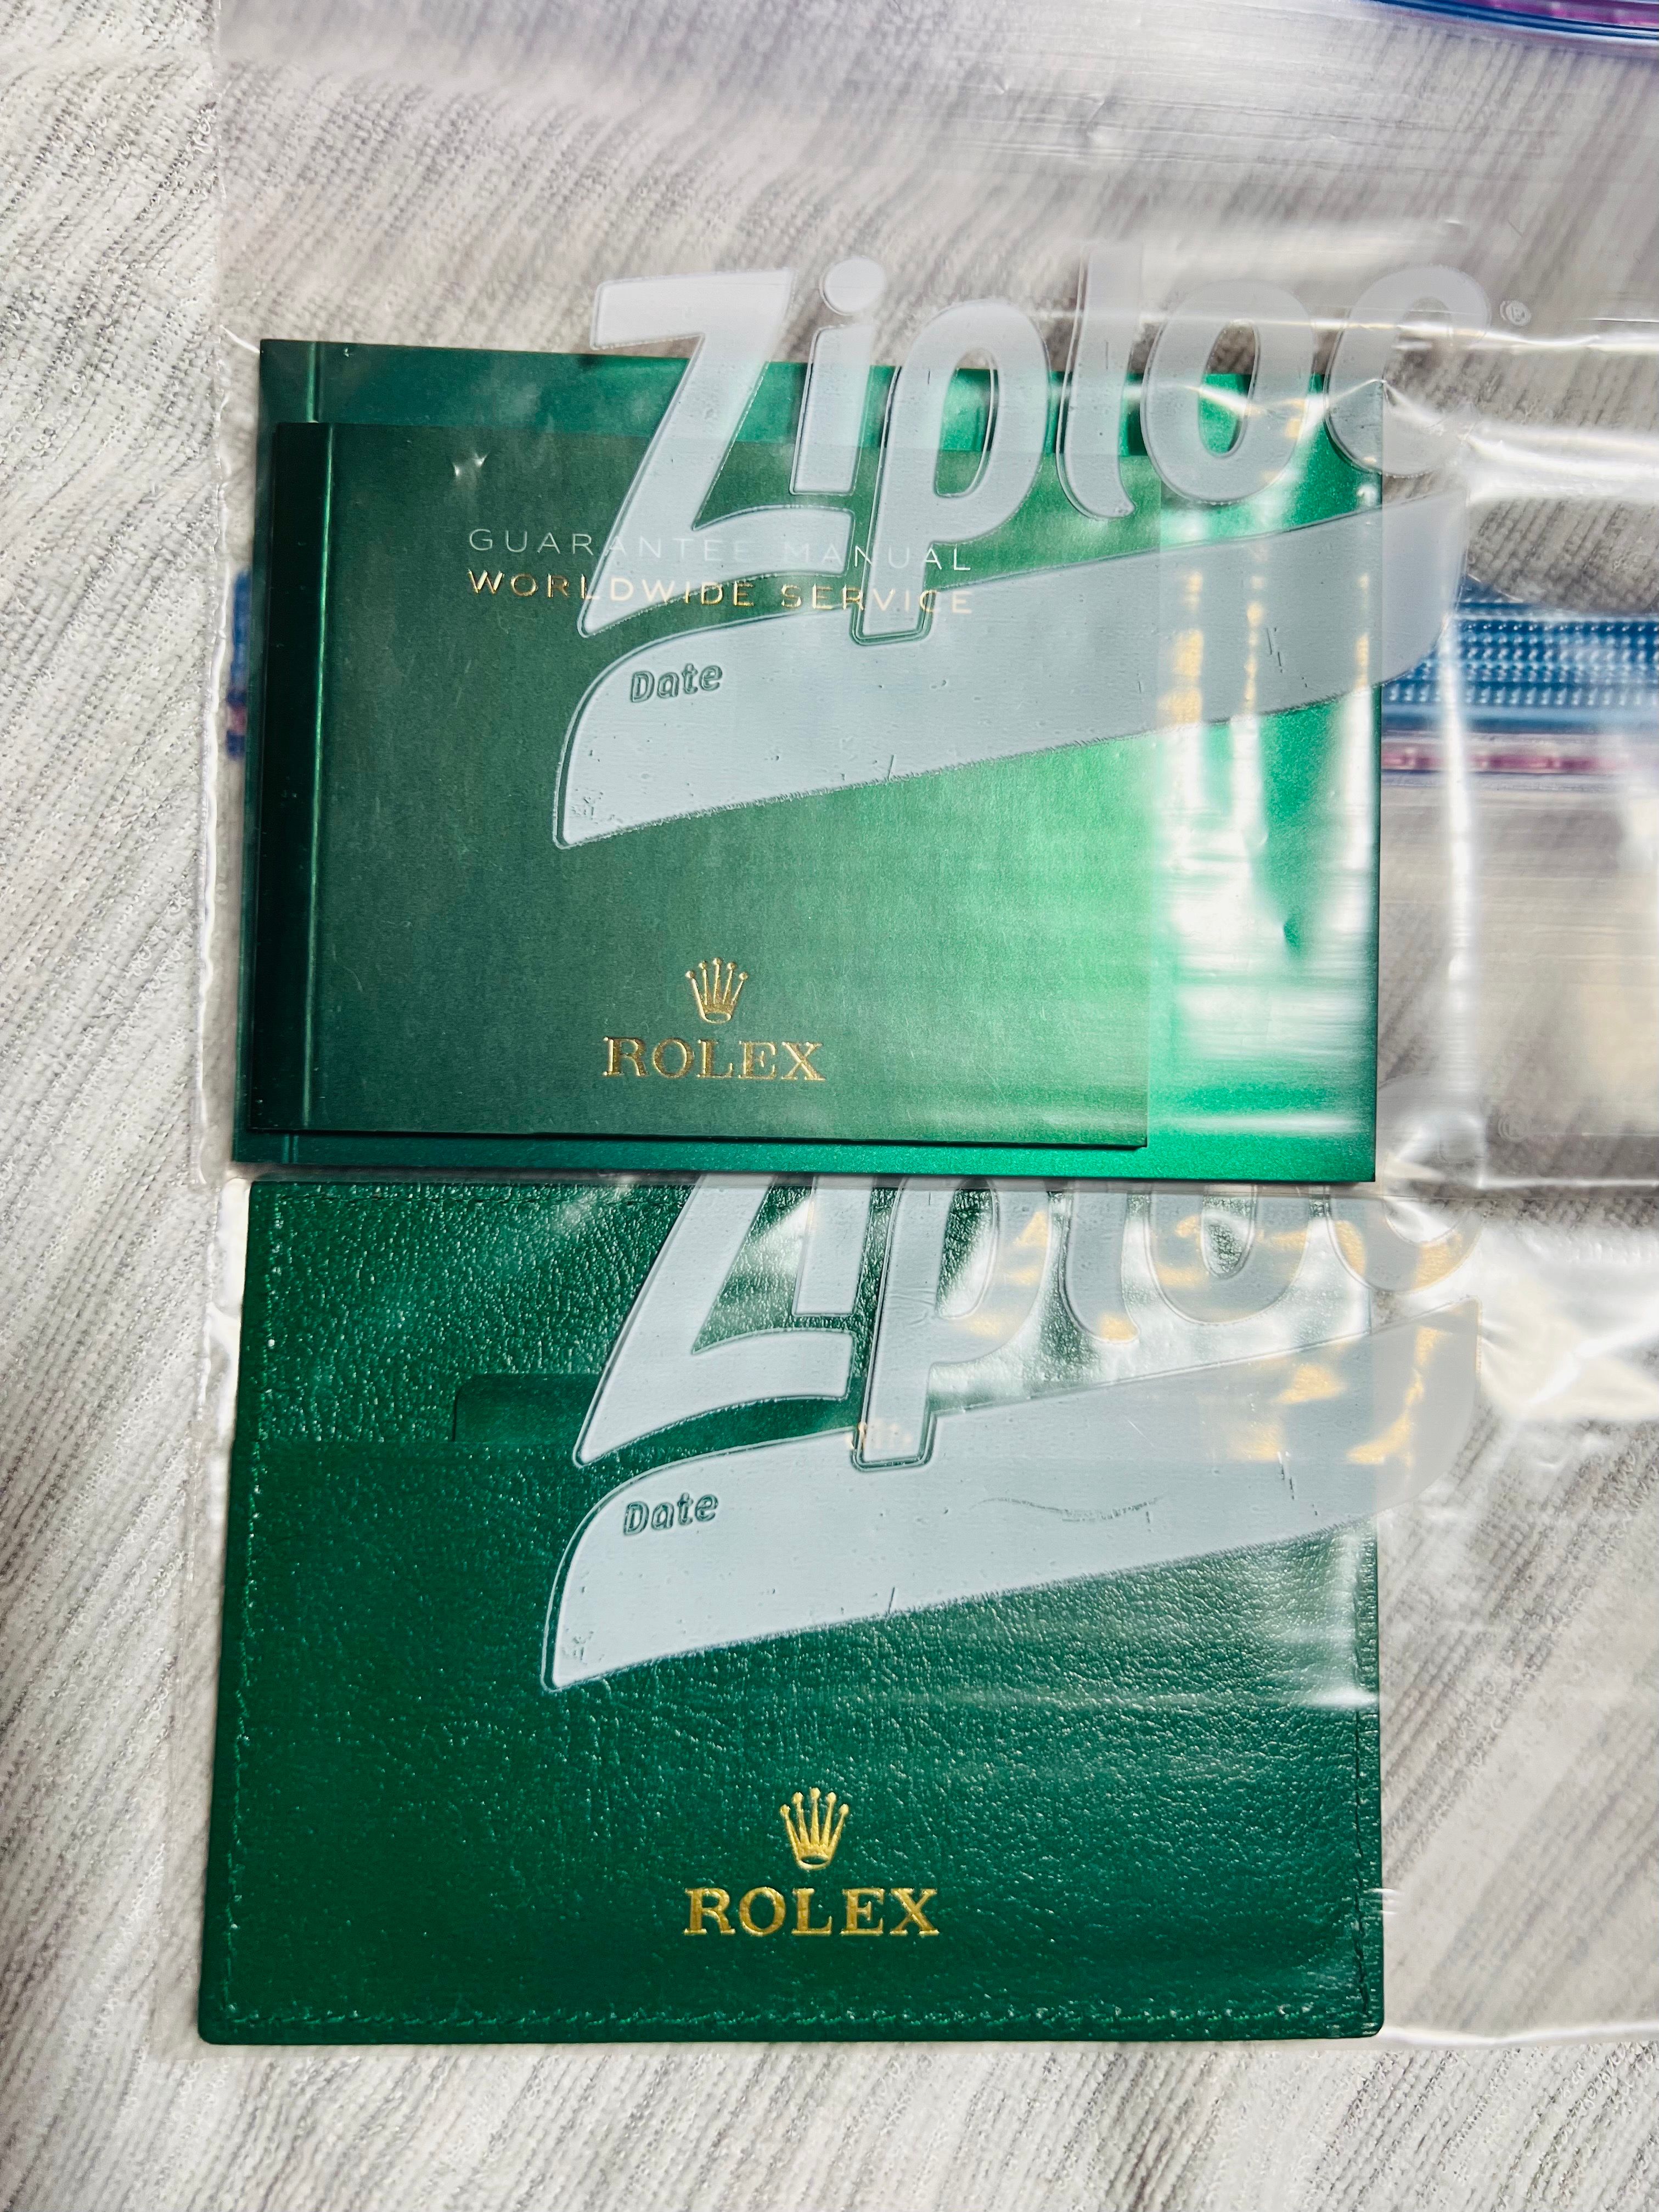 Ziploc®
GUARANTEE MANUAL
WORLDWIDE SERVICE
Date
ROLEX
Ziploc
Date
ROLEX